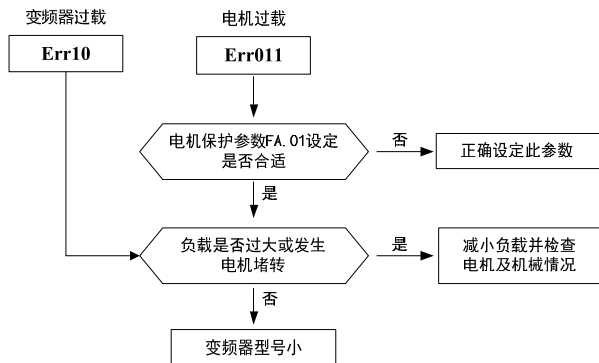 变频器过载
电机过载
Err10
Err011
电机保护参数FA.01设定
是否合适
否
正确设定此参数
是
负载是否过大或发生
电机堵转
是
减小负载并检查
电机及机械情况
否
变频器型号小